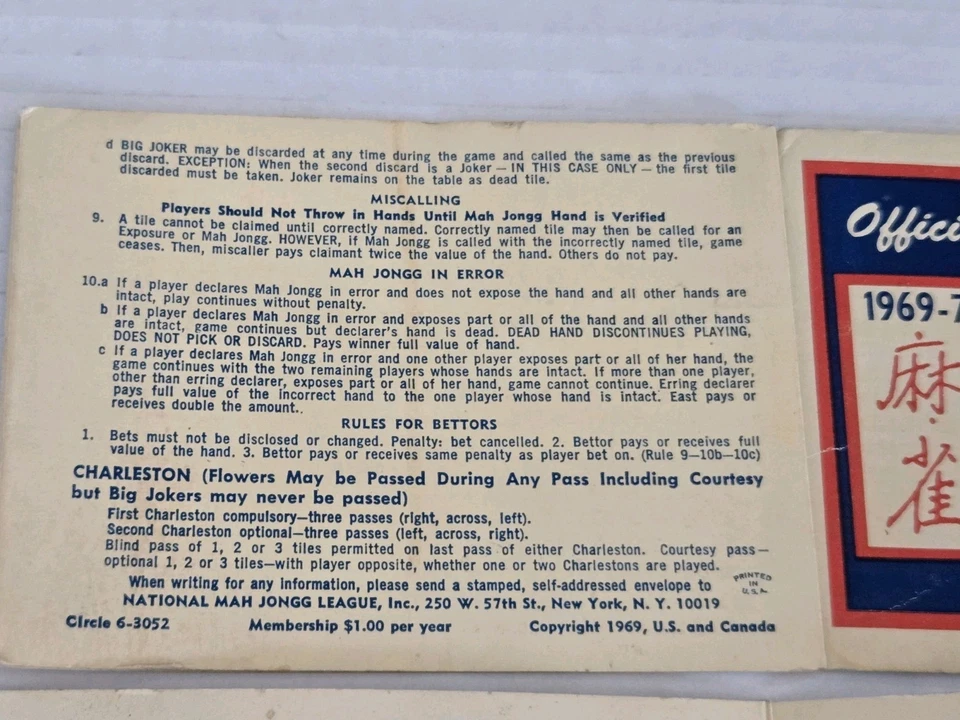 d BIG JOKER may be discarded at any time during the game and called the same as the previous
discard. EXCEPTION: When the second discard is a Joker — IN THIS CASE ONLY — the first tile
discarded must be taken. Joker remains on the table as dead tile.
MISCALLING
Players Should Not Throw in Hands Until Mah Jongg Hand is Verified
9. A tile cannot be claimed until correctly named. Correctly named tile may then be called for an
Exposure or Mah Jongg. HOWEVER, if Mah Jongg is called with the incorrectly named tile, game
ceases. Then, miscaller pays claimant twice the value of the hand. Others do not pay.
MAH JONGG IN ERROR
10.a If a player declares Mah Jongg in error and does not expose the hand and all other hands are
intact, play continues without penalty.
b If a player declares Mah Jongg in error and exposes part or all of the hand and all other hands
are intact, game continues but declarer's hand is dead. DEAD HAND DISCONTINUES PLAYING,
DOES NOT PICK OR DISCARD. Pays winner full value of hand.
c If a player declares Mah Jongg in error and one other player exposes part or all of her hand, the
game continues with the two remaining players whose hands are intact. If more than one player,
other than erring declarer, exposes part or all of her hand, game cannot continue. Erring declarer
pays full value of the incorrect hand to the one player whose hand is intact. East pays or
receives double the amount.
RULES FOR BETTORS
1. Bets must not be disclosed or changed. Penalty: bet cancelled. 2. Bettor pays or receives full
value of the hand. 3. Bettor pays or receives same penalty as player bet on. (Rule 9—10b—10c)
CHARLESTON (Flowers May be Passed During Any Pass Including Courtesy
but Big Jokers may never be passed)
First Charleston compulsory—three passes (right, across, left).
Second Charleston optional—three passes (left, across, right).
Blind pass of 1, 2 or 3 tiles permitted on last pass of either Charleston. Courtesy pass—
optional 1, 2 or 3 tiles—with player opposite, whether one or two Charlestons are played.
When writing for any information, please send a stamped, self-addressed envelope to
PRINTED
IN
U.S.A.
NATIONAL MAH JONGG LEAGUE, Inc., 250 W. 57th St., New York, N. Y. 10019
Circle 6-3052 Membership $1.00 per year Copyright 1969, U.S. and Canada
Offici
1969-7
麻
雀